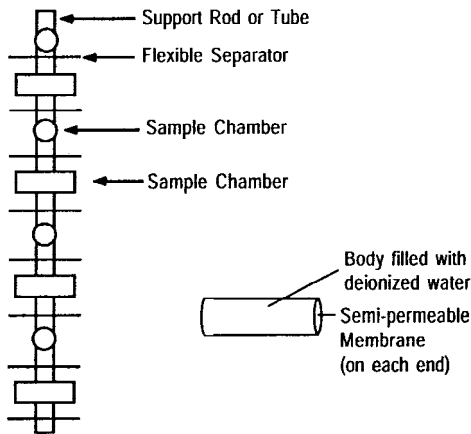 Support Rod or Tube
Flexible Separator
Sample Chamber
Sample Chamber
Body filled with
deionized water
Semi-permeable
Membrane
(on each end)